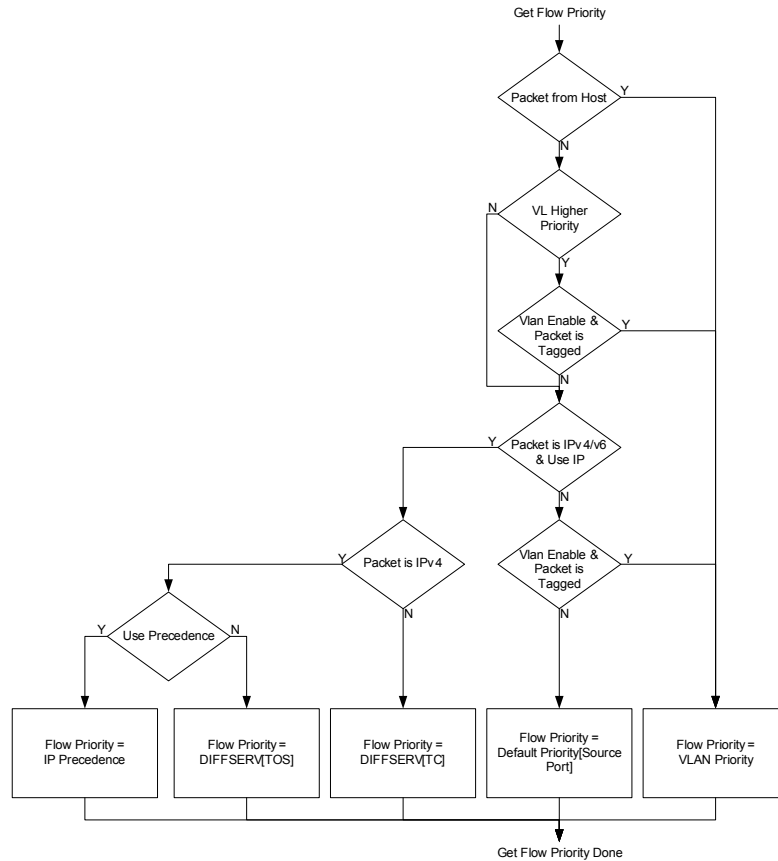 Get Flow Priority
Packet from Host
Y
N
N
VL Higher
Priority
Y
Vlan Enable &
Packet is
Tagged
Y
N
Y
Packet is IPv4/v6
& Use IP
N
Y
Packet is IPv4
N
Vlan Enable &
Packet is
Tagged
Y
N
Y
Use Precedence
N
Flow Priority =
IP Precedence
Flow Priority =
DIFFSERV[TOS]
Flow Priority =
DIFFSERV[TC]
Flow Priority =
Default Priority[Source
Port]
Flow Priority =
VLAN Priority
Get Flow Priority Done